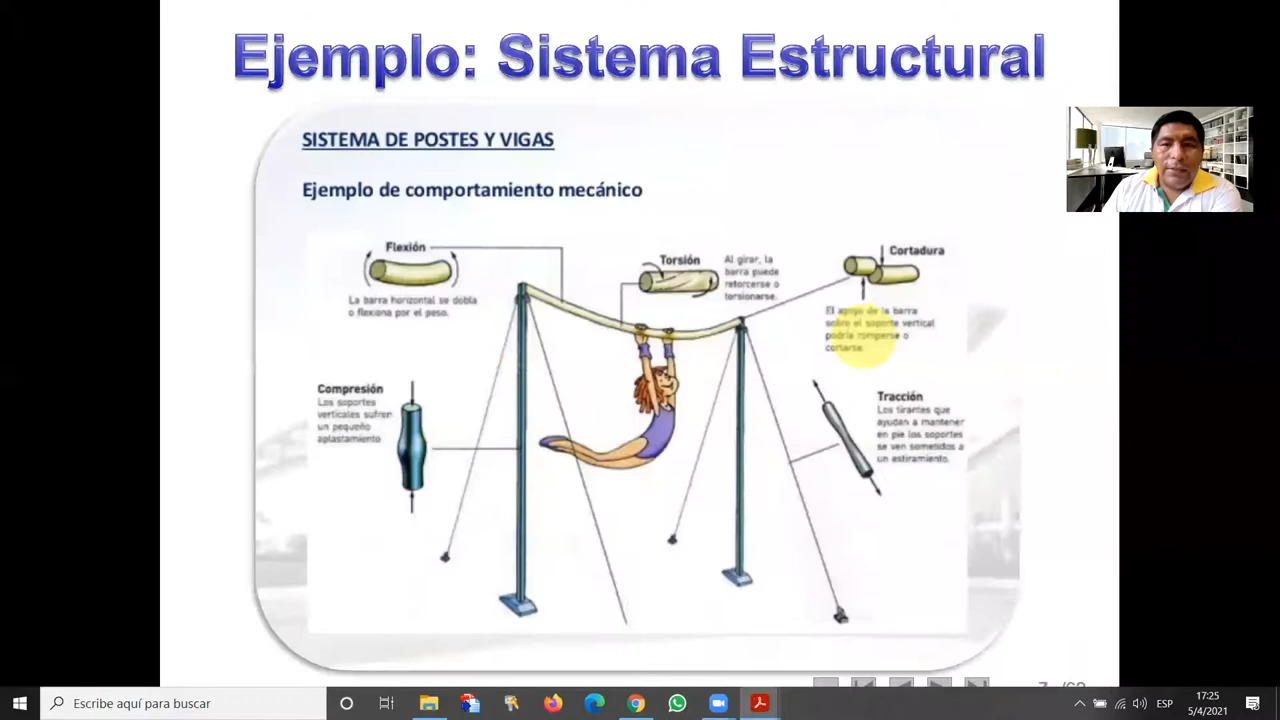 Ejemplo: Sistema Estructural
SISTEMA DE POSTES Y VIGAS
Ejemplo de comportamiento mecánico
Flexión
La barra horizontal se dobla
o flexiona por el peso.
Torsión
Al girar, la
barra puede
retorcerse o
torsionarse.
Cortadura
El apoyo de la barra
sobre el soporte vertical
podría romperse o
cortarse.
Compresión
Los soportes
verticales sufren
un pequeño
aplastamiento
Tracción
Los tirantes que
ayudan a mantener
en pie los soportes
se ven sometidos a
un estiramiento.
Escribe aquí para buscar
ESP
17:25
5/4/2021